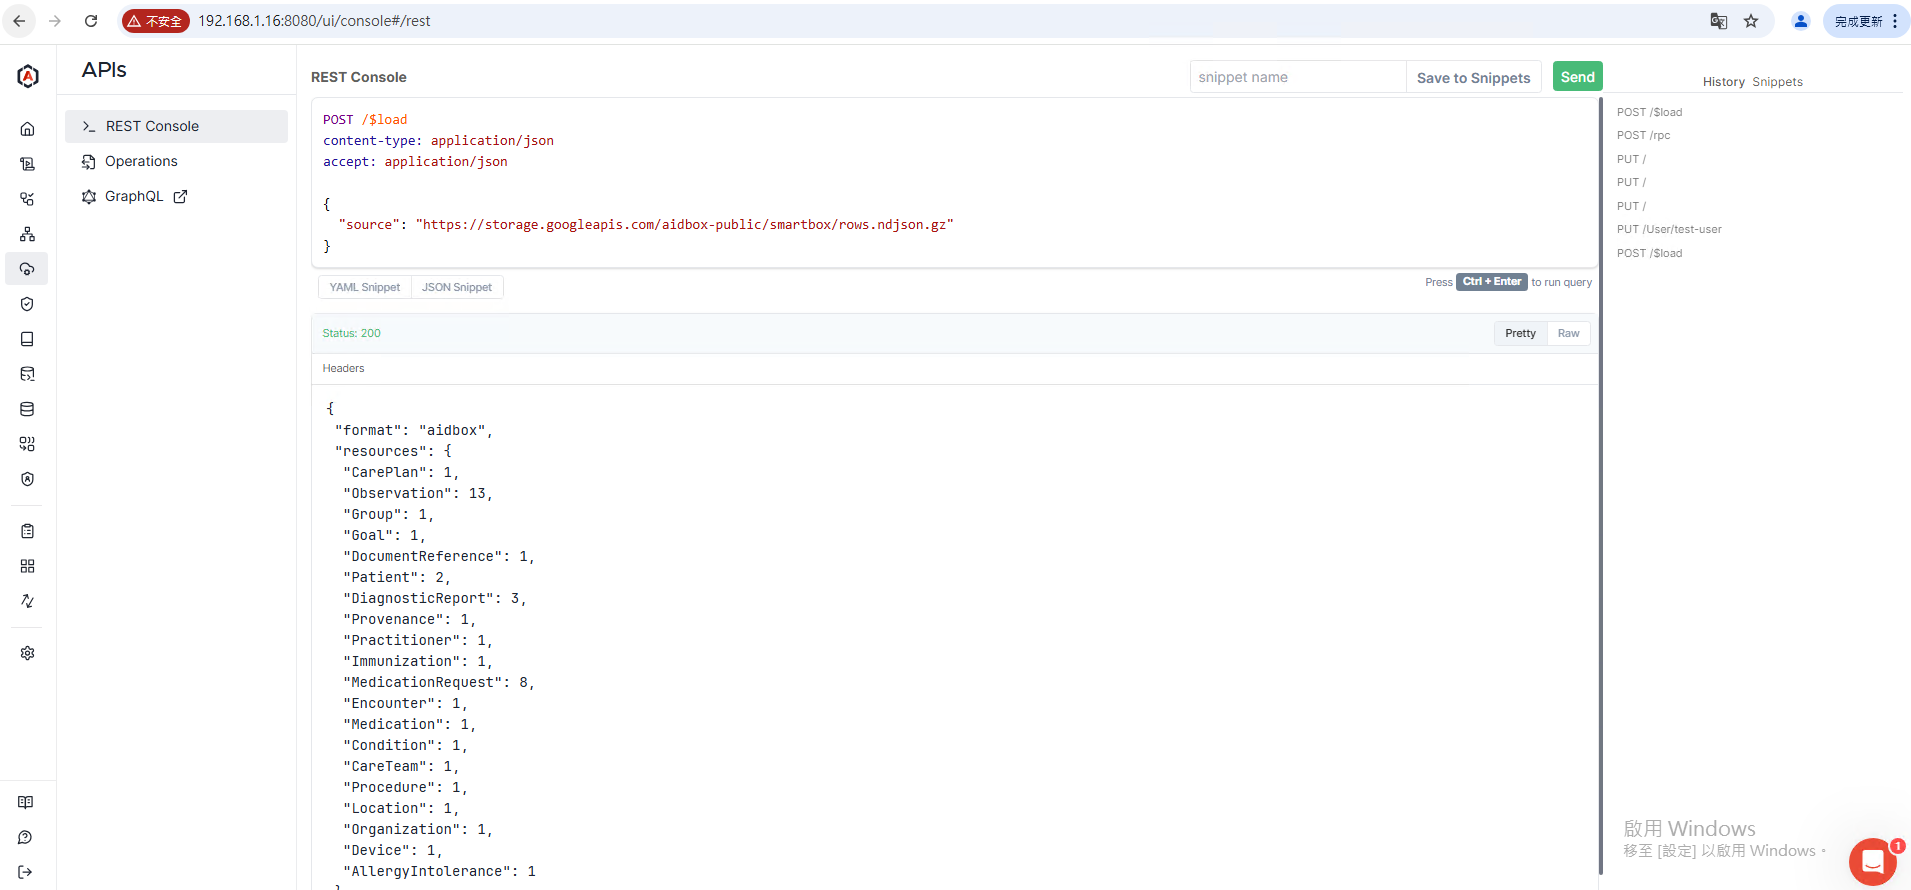 不安全
192.168.1.16:8080/ui/console#/rest
完成更新
APIs
REST Console
Operations
GraphQL
REST Console
snippet name
Save to Snippets
Send
POST /$load
content-type: application/json
accept: application/json
{
"source": "https://storage.googleapis.com/aidbox-public/smartbox/rows.ndjson.gz"
}
YAML Snippet
JSON Snippet
Press Ctrl + Enter to run query
Status: 200
Pretty
Raw
Headers
{
"format": "aidbox",
"resources": {
"CarePlan": 1,
"Observation": 13,
"Group": 1,
"Goal": 1,
"DocumentReference": 1,
"Patient": 2,
"DiagnosticReport": 3,
"Provenance": 1,
"Practitioner": 1,
"Immunization": 1,
"MedicationRequest": 8,
"Encounter": 1,
"Medication": 1,
"Condition": 1,
"CareTeam": 1,
"Procedure": 1,
"Location": 1,
"Organization": 1,
"Device": 1,
"AllergyIntolerance": 1
}
History Snippets
POST /$load
POST /rpc
PUT /
PUT /
PUT /
PUT /User/test-user
POST /$load
啟用 Windows
移至 [設定] 以啟用 Windows。
1